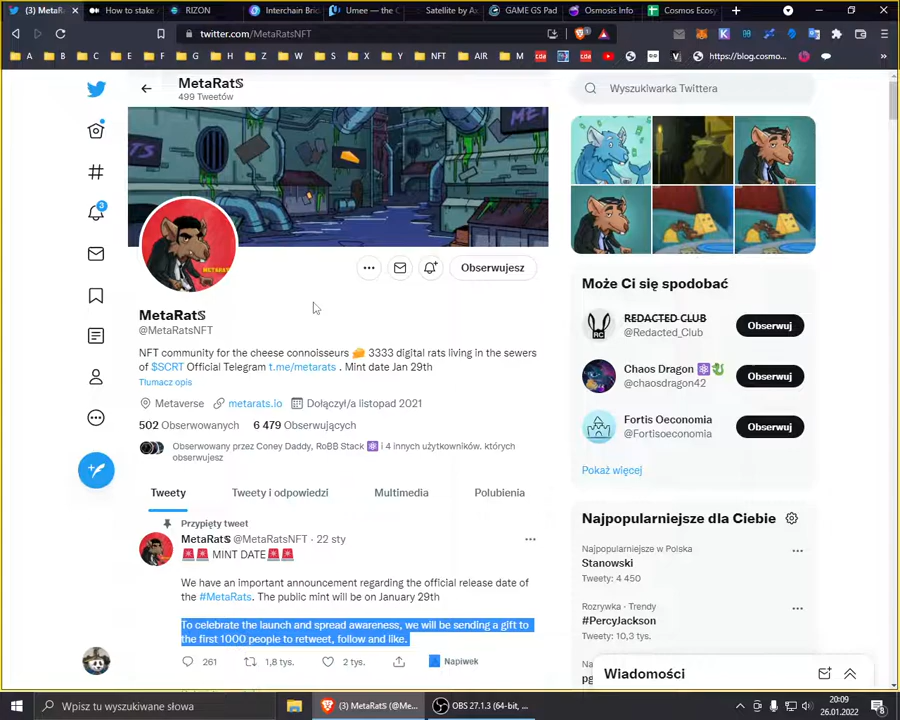 (3) MetaRatS
How to stake
RIZON
Interchain Bri
Umee — the C
Satellite by Ax
GAME GS Pad
Osmosis Info
Cosmos Ecosy
twitter.com/MetaRatsNFT
A
B
C
E
F
G
H
S
X
Y
NFT
AIR
M
https://blog.cosmo...
MetaRatS
499 Tweetów
Wyszukiwarka Twittera
METARATS
Obserwujesz
MetaRatS
@MetaRatsNFT
NFT community for the cheese connoisseurs 🧀 3333 digital rats living in the sewers
of $SCRT Official Telegram t.me/metarats . Mint date Jan 29th
Tłumacz opis
Metaverse metarats.io Dołączył/a listopad 2021
502 Obserwowanych 6 479 Obserwujących
Obserwowany przez Coney Daddy, RoBB Stack ⚛ i 4 innych użytkowników. których
obserwujesz
Tweety
Tweety i odpowiedzi
Multimedia
Polubienia
Przypięty tweet
MetaRatS @MetaRatsNFT · 22 sty
🚨🚨 MINT DATE🚨🚨
We have an important announcement regarding the official release date of
the #MetaRats. The public mint will be on January 29th
To celebrate the launch and spread awareness, we will be sending a gift to
the first 1000 people to retweet, follow and like.
261
1,8 tys.
2 tys.
Napiwek
Może Ci się spodobać
REDACTED CLUB
@Redacted_Club
Obserwuj
Chaos Dragon ⚛🐉
@chaosdragon42
Obserwuj
Fortis Oeconomia
@Fortisoeconomia
Obserwuj
Pokaż więcej
Najpopularniejsze dla Ciebie
Najpopularniejsze w Polska
Stanowski
Tweety: 4 450
Rozrywka · Trendy
#PercyJackson
Tweety: 10,3 tys.
Wiadomości
Wpisz tu wyszukiwane słowa
(3) MetaRatS (@Me...
OBS 27.1.3 (64-bit, ...
20:09
26.01.2022